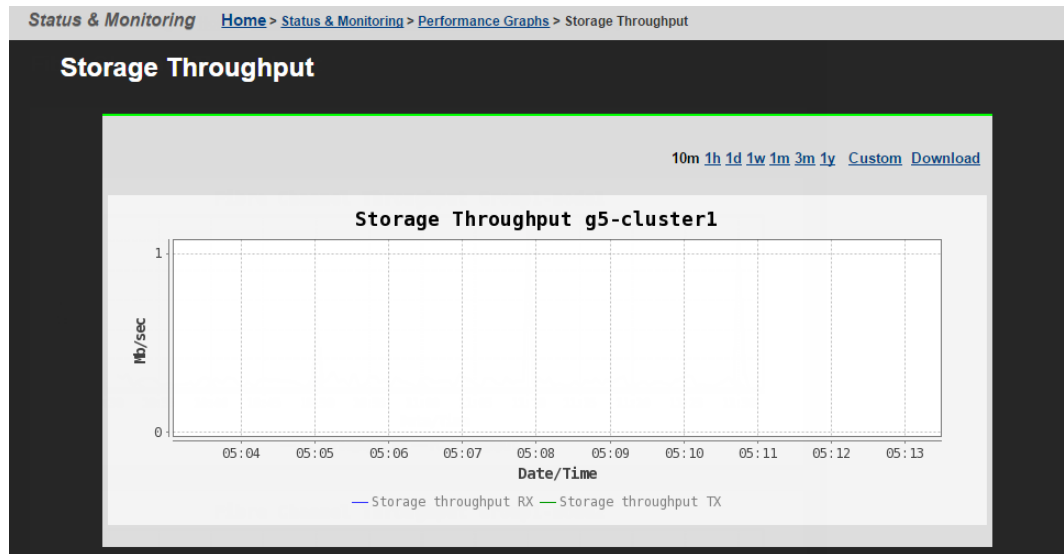 Status & Monitoring Home > Status & Monitoring > Performance Graphs > Storage Throughput
Storage Throughput
10m 1h 1d 1w 1m 3m 1y Custom Download
Storage Throughput g5-cluster1
1
Mb/sec
0
05:04 05:05 05:06 05:07 05:08 05:09 05:10 05:11 05:12 05:13
Date/Time
Storage throughput RX Storage throughput TX